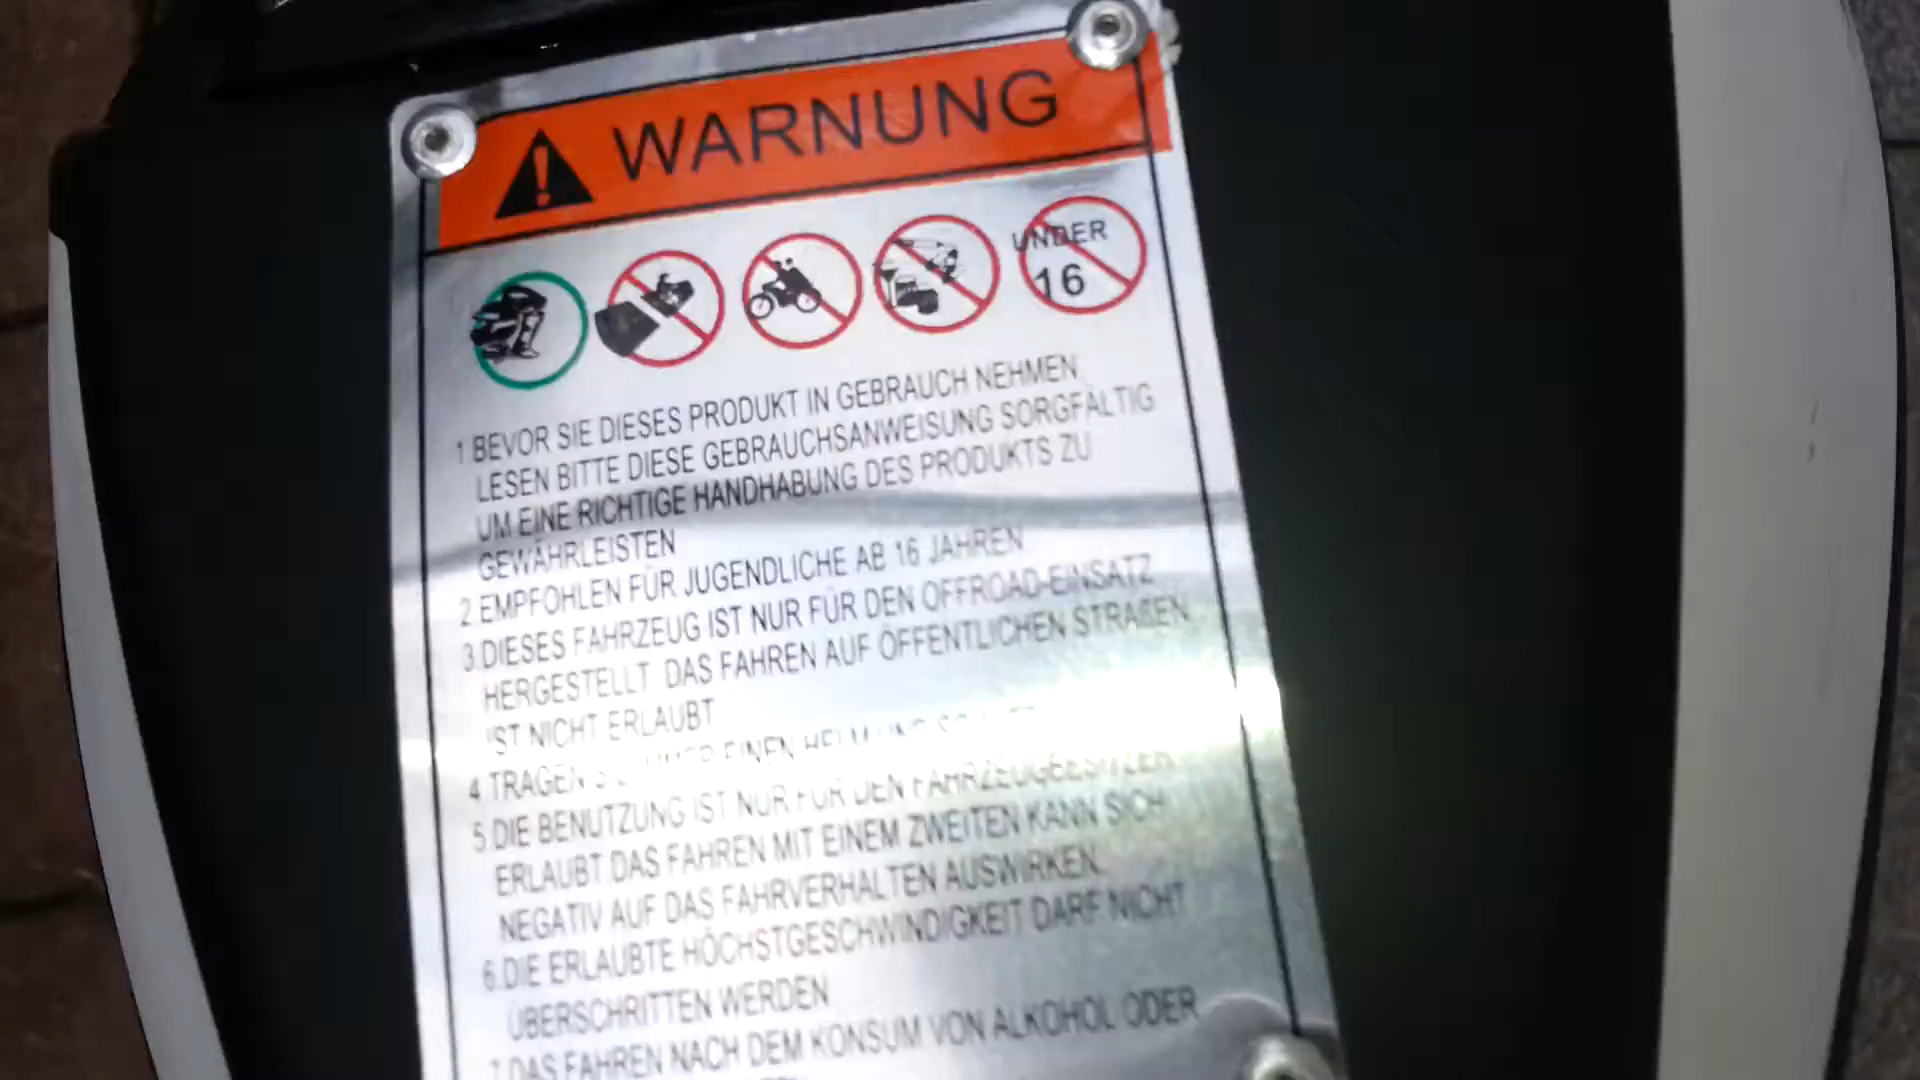 WARNUNG
UNDER
16
1 BEVOR SIE DIESES PRODUKT IN GEBRAUCH NEHMEN,
LESEN BITTE DIESE GEBRAUCHSANWEISUNG SORGFÄLTIG
UM EINE RICHTIGE HANDHABUNG DES PRODUKTS ZU
GEWÄHRLEISTEN
2.EMPFOHLEN FÜR JUGENDLICHE AB 16 JAHREN
3.DIESES FAHRZEUG IST NUR FÜR DEN OFFROAD-EINSATZ
HERGESTELLT. DAS FAHREN AUF ÖFFENTLICHEN STRAßEN
IST NICHT ERLAUBT
4.TRAGEN EINEN HELM UND
5.DIE BENUTZUNG IST NUR FÜR DEN FAHRZEUGBESITZER
ERLAUBT.DAS FAHREN MIT EINEM ZWEITEN KANN SICH
NEGATIV AUF DAS FAHRVERHALTEN AUSWIRKEN.
6.DIE ERLAUBTE HÖCHSTGESCHWINDIGKEIT DARF NICHT
ÜBERSCHRITTEN WERDEN
7.DAS FAHREN NACH DEM KONSUM VON ALKOHOL ODER